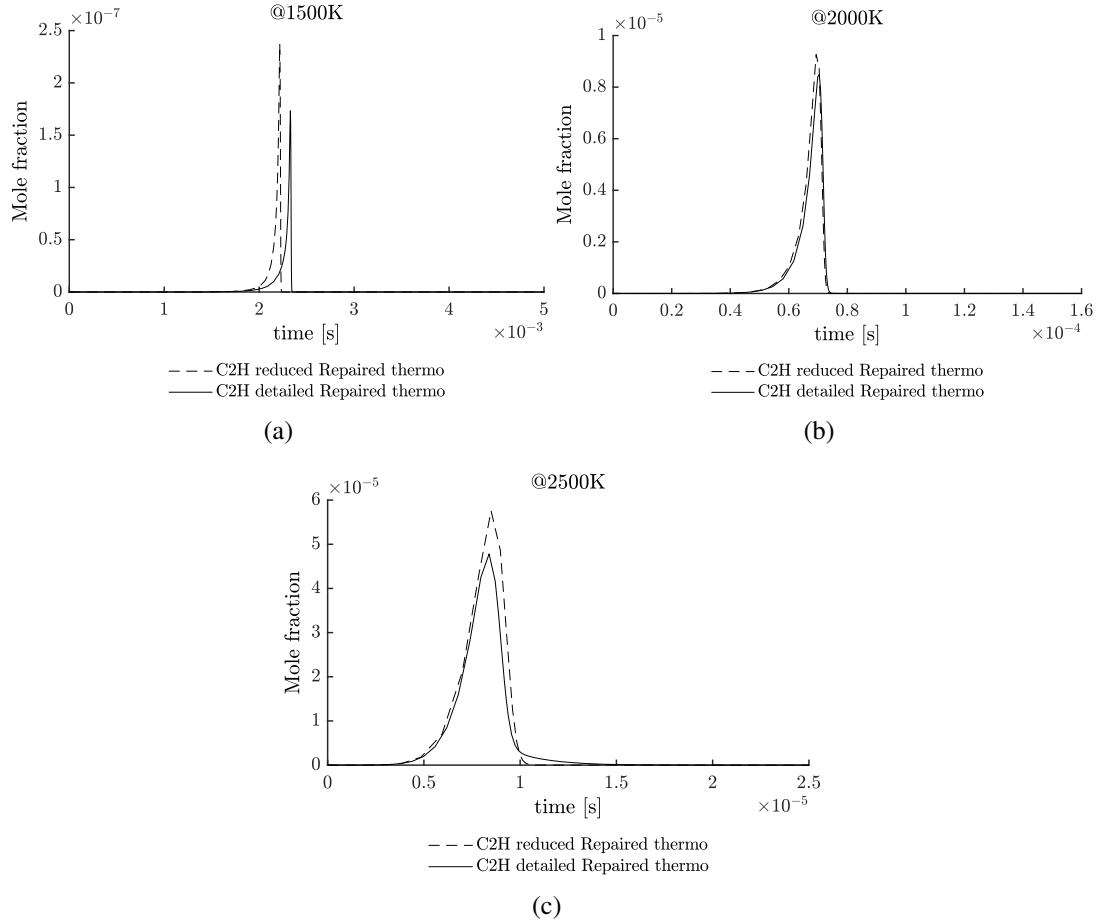 @1500K
×10⁻⁷
2.5
2
1.5
1
0.5
0
Mole fraction
0 1 2 3 4 5
time [s]
×10⁻³
C2H reduced Repaired thermo
C2H detailed Repaired thermo
(a)
@2000K
×10⁻⁵
1
0.8
0.6
0.4
0.2
0
Mole fraction
0 0.2 0.4 0.6 0.8 1 1.2 1.4 1.6
time [s]
×10⁻⁴
C2H reduced Repaired thermo
C2H detailed Repaired thermo
(b)
@2500K
×10⁻⁵
6
5
4
3
2
1
0
Mole fraction
0 0.5 1 1.5 2 2.5
time [s]
×10⁻⁵
C2H reduced Repaired thermo
C2H detailed Repaired thermo
(c)